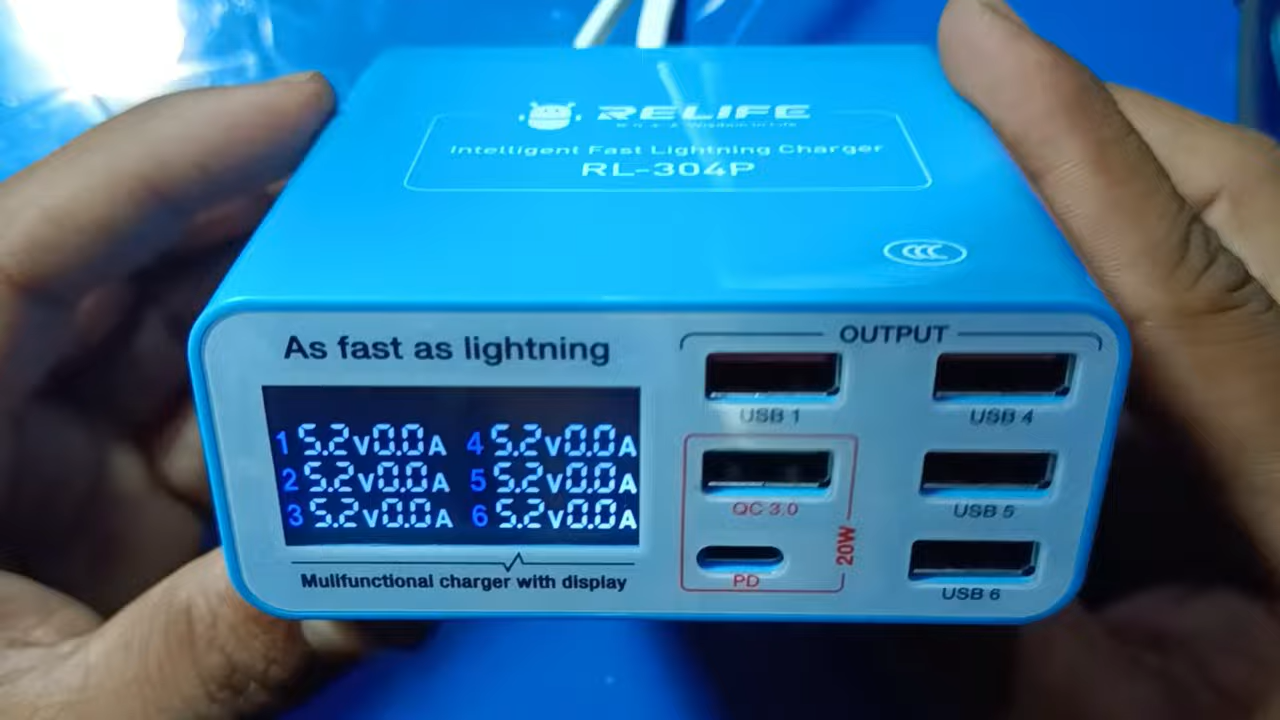 RELIFE
Intelligent Fast Lightning Charger
RL-304P
CCC
As fast as lightning
1 5.2V0.0A 4 5.2V0.0A
2 5.2V0.0A 5 5.2V0.0A
3 5.2V0.0A 6 5.2V0.0A
Mulifunctional charger with display
OUTPUT
USB 1
USB 4
QC 3.0
USB 5
20W
PD
USB 6